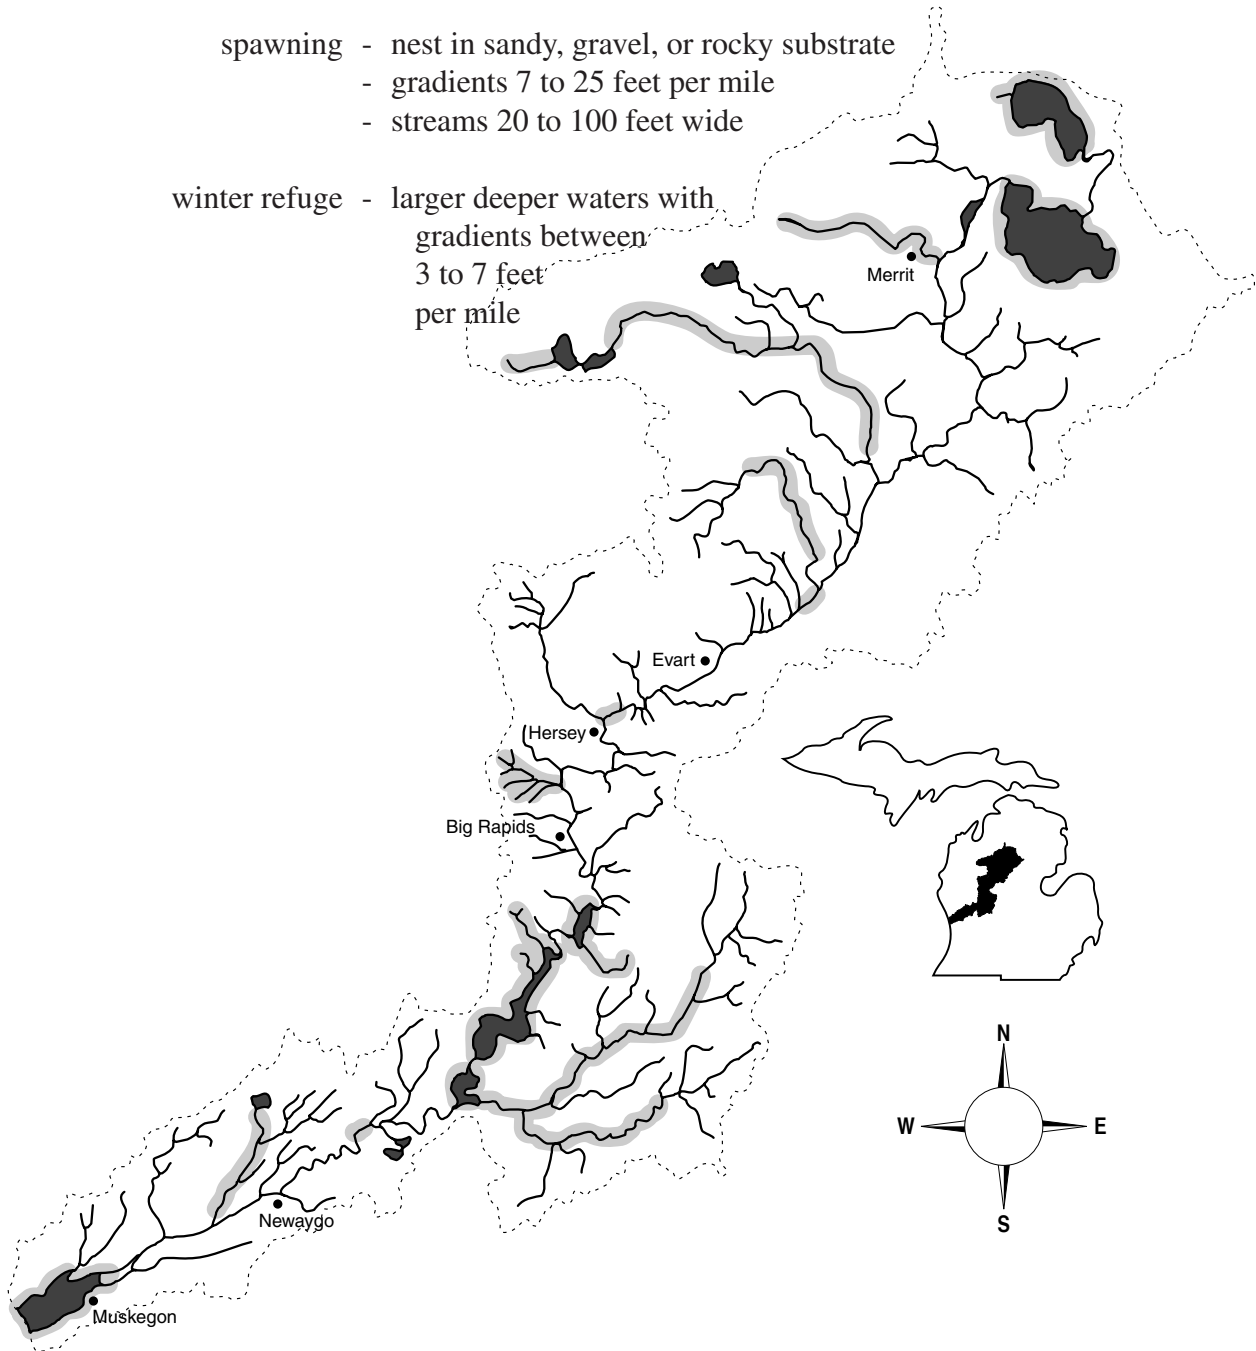 spawning - nest in sandy, gravel, or rocky substrate
- gradients 7 to 25 feet per mile
- streams 20 to 100 feet wide
winter refuge - larger deeper waters with
gradients between
3 to 7 feet
per mile
Merrit
Evart
Hersey
Big Rapids
Newaygo
Muskegon
N
W
E
S